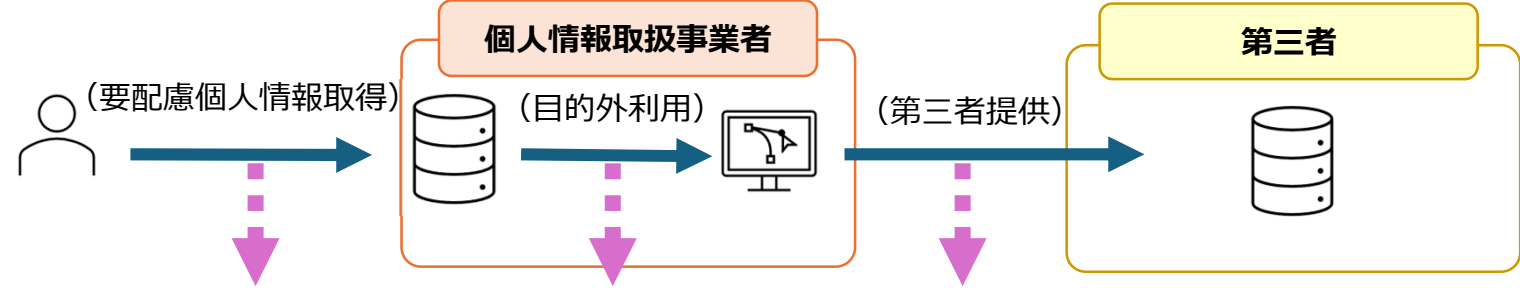 個人情報取扱事業者
第三者
（要配慮個人情報取得）
（目的外利用）
（第三者提供）